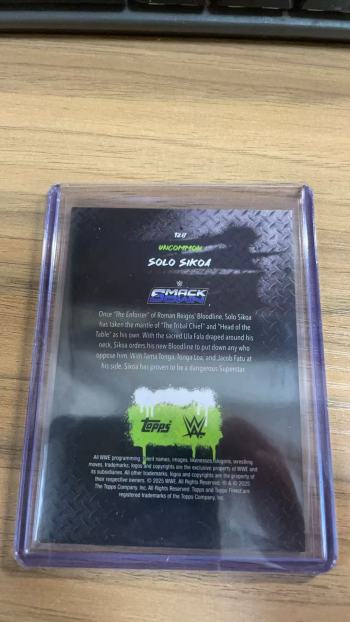 UNCOMMON
SOLO SIKOA
W
SMACK
DOWN
Once "The Enforcer" of Roman Reigns' Bloodline, Solo Sikoa
has taken the mantle of "The Tribal Chief" and "Head of the
Table" as his own. With the sacred Ula Fala draped around his
neck, Sikoa orders his new Bloodline to put down any who
oppose him. With Tama Tonga, Tonga Loa, and Jacob Fatu at
his side, Sikoa has proven to be a dangerous Superstar.
Topps W
All WWE programming, talent names, images, likenesses, slogans, wrestling
moves, trademarks, logos and copyrights are the exclusive property of WWE and
its subsidiaries. All other trademarks, logos and copyrights are the property of
their respective owners. © 2025 WWE. All Rights Reserved. ® & © 2025
The Topps Company, Inc. All Rights Reserved. Topps and Topps Finest are
registered trademarks of The Topps Company, Inc.